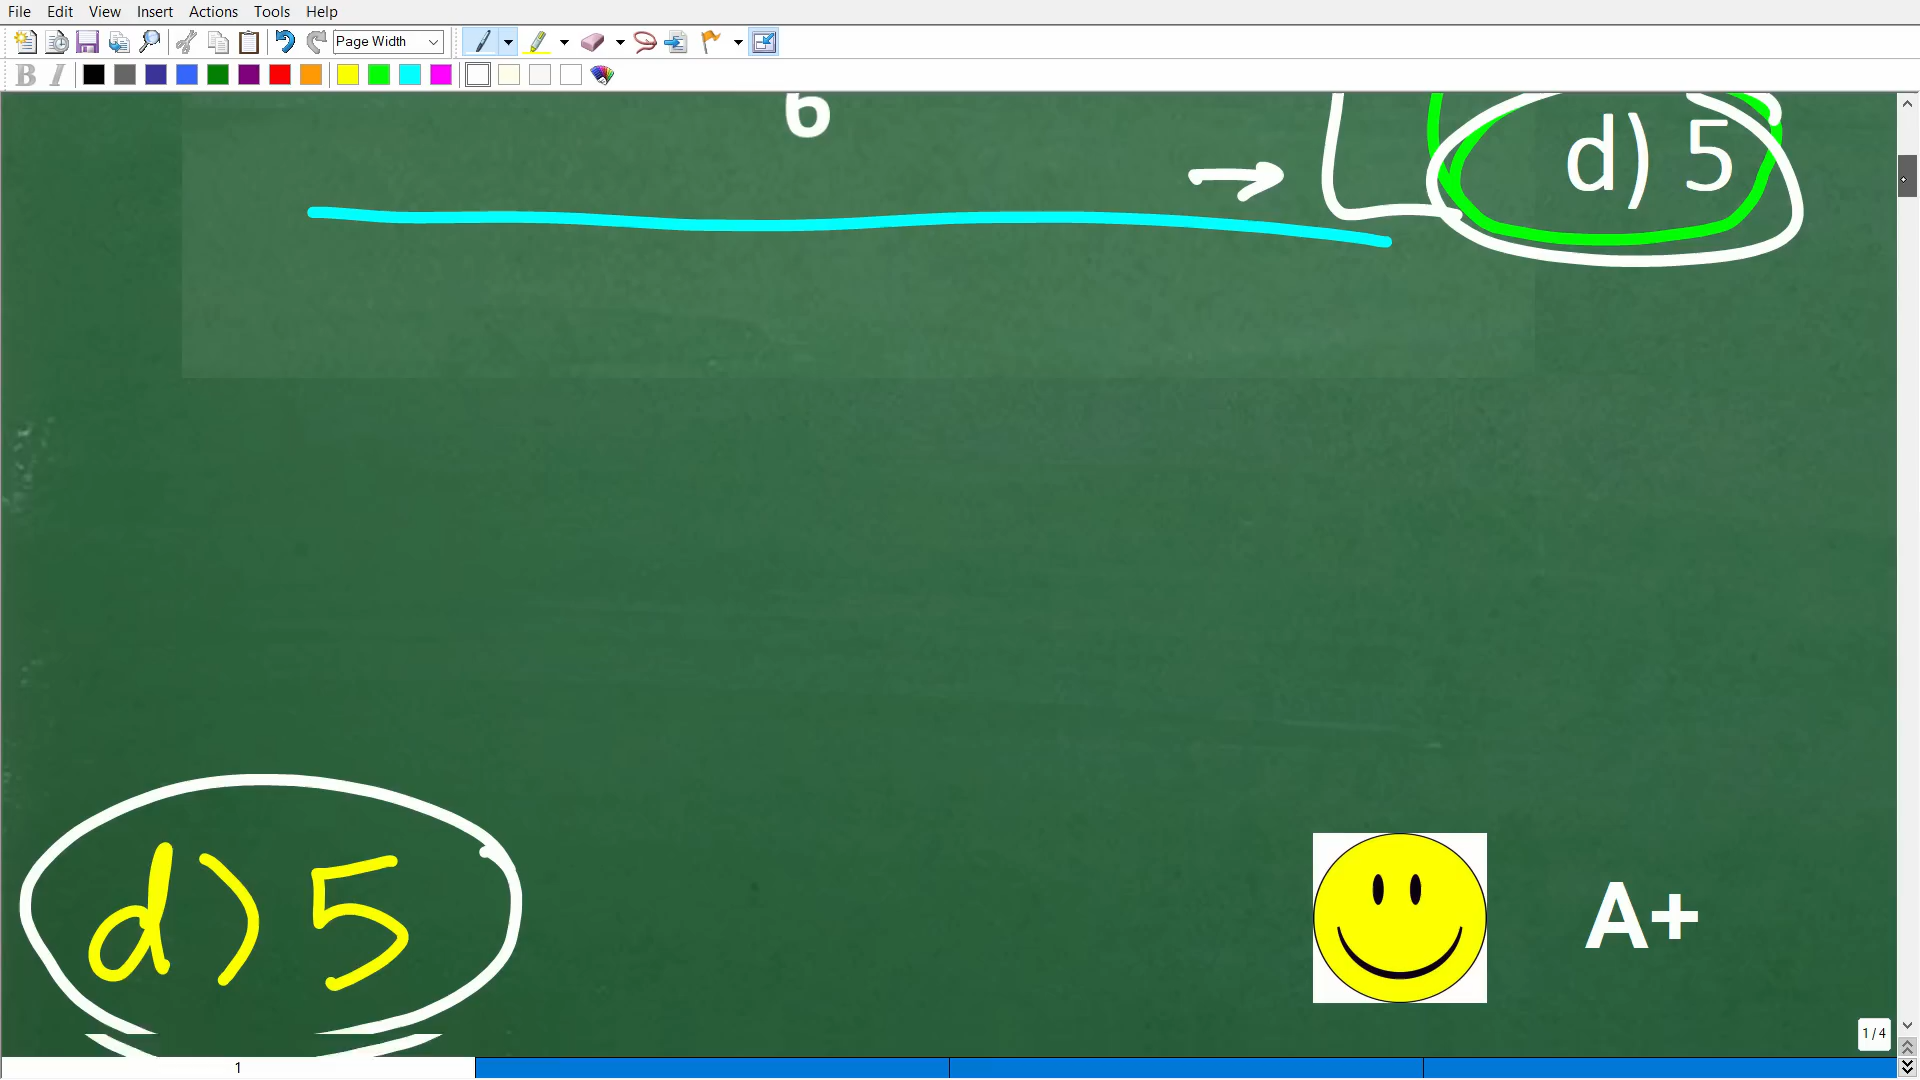 File Edit View Insert Actions Tools Help
Page Width
B I
6
d) 5
d) 5
A+
1 / 4
1